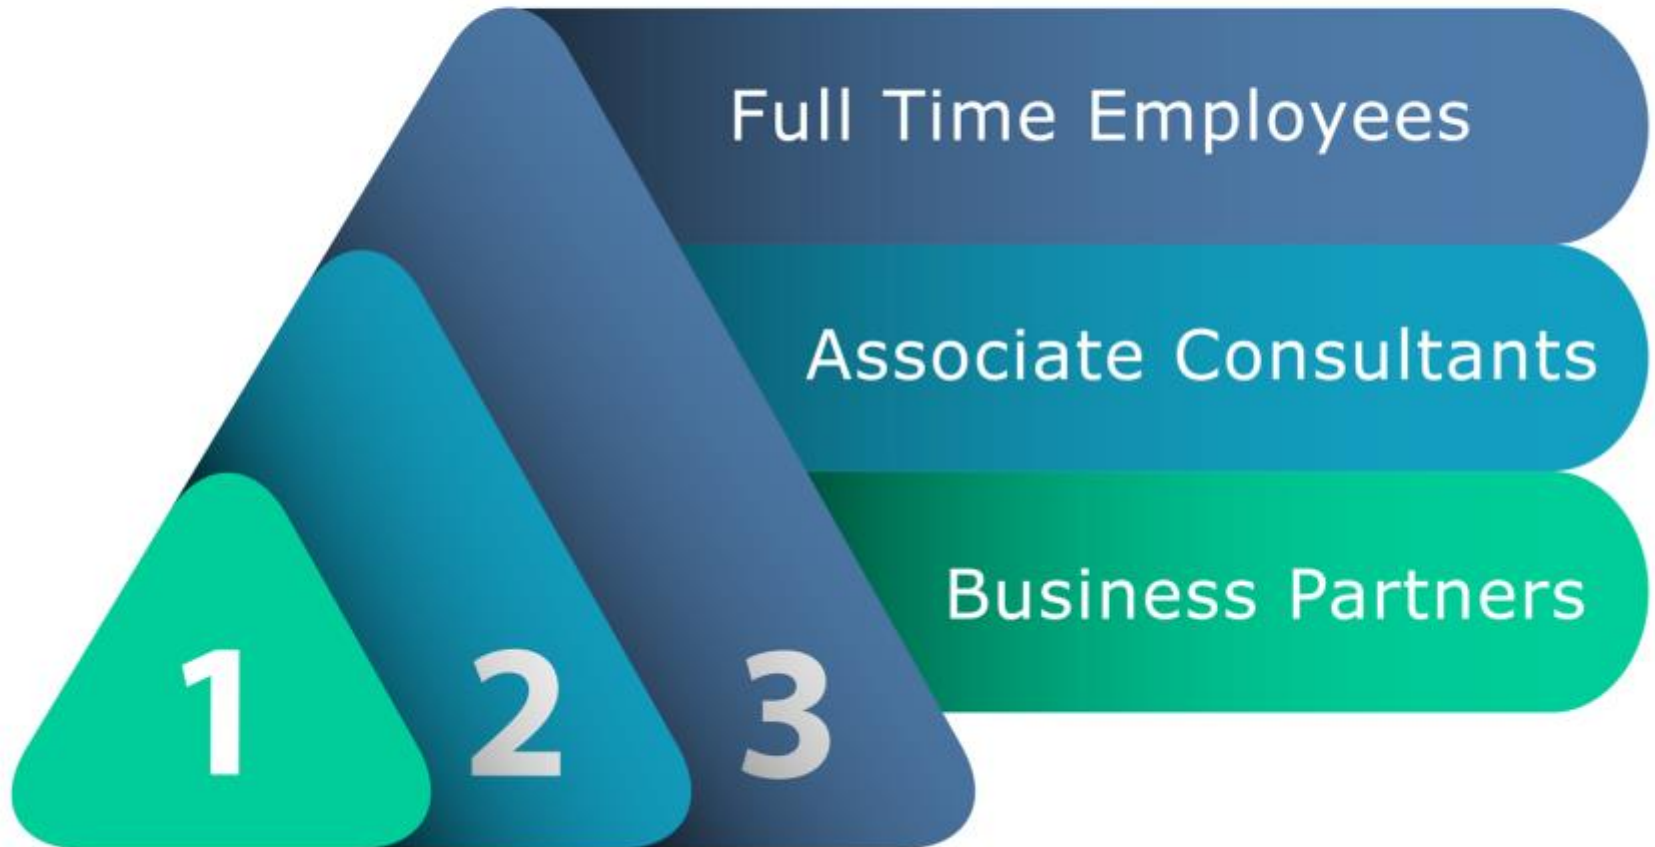 Full Time Employees
Associate Consultants
Business Partners
1 2 3